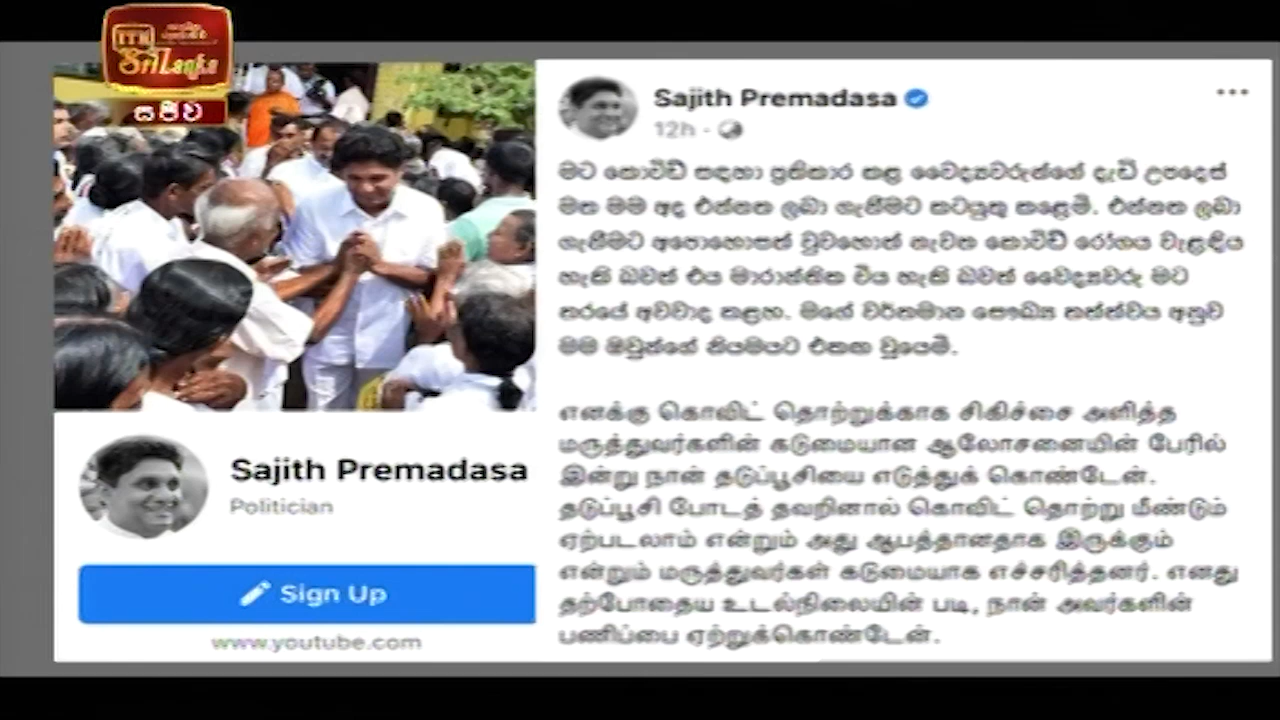 ITN
Sri Lanka
සජීව
Sajith Premadasa
12h
මට කොවිඩ් සඳහා ප්‍රතිකාර කළ වෛද්‍යවරුන්ගේ දැඩි උපදෙස්
මත මම අද එන්නත ලබා ගැනීමට කටයුතු කළෙමි. එන්නත ලබා
ගැනීමට අපොහොසත් වුවහොත් නැවත කොවිඩ් රෝගය වැළඳිය
හැකි බවත් එය මාරාන්තික විය හැකි බවත් වෛද්‍යවරු මට
තරයේ අවවාද කළහ. මගේ වර්තමාන සෞඛ්‍ය තත්ත්වය අනුව
මම ඔවුන්ගේ නියමයට එකඟ වුයෙමි.
எனக்கு கொவிட் தொற்றுக்காக சிகிச்சை அளித்த
மருத்துவர்களின் கடுமையான ஆலோசனையின் பேரில்
இன்று நான் தடுப்பூசியை எடுத்துக் கொண்டேன்.
தடுப்பூசி போடத் தவறினால் கொவிட் தொற்று மீண்டும்
ஏற்படலாம் என்றும் அது ஆபத்தானதாக இருக்கும்
என்றும் மருத்துவர்கள் கடுமையாக எச்சரித்தனர். எனது
தற்போதைய உடல்நிலையின் படி, நான் அவர்களின்
பணிப்பை ஏற்றுக்கொண்டேன்.
Sajith Premadasa
Politician
Sign Up
www.youtube.com